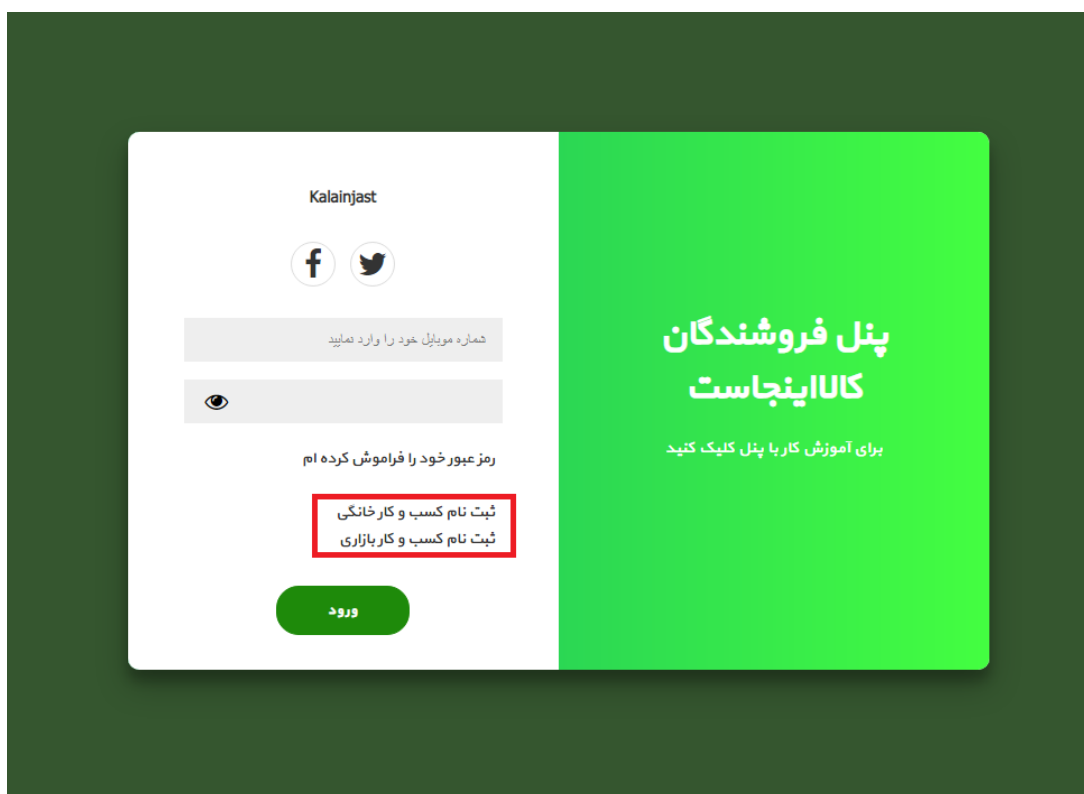 Kalainjast
شماره موبایل خود را وارد نمایید
رمز عبور خود را فراموش کرده ام
ثبت نام کسب و کار خانگی
ثبت نام کسب و کار بازاری
ورود
پنل فروشندگان
کالااینجاست
برای آموزش کار با پنل کلیک کنید